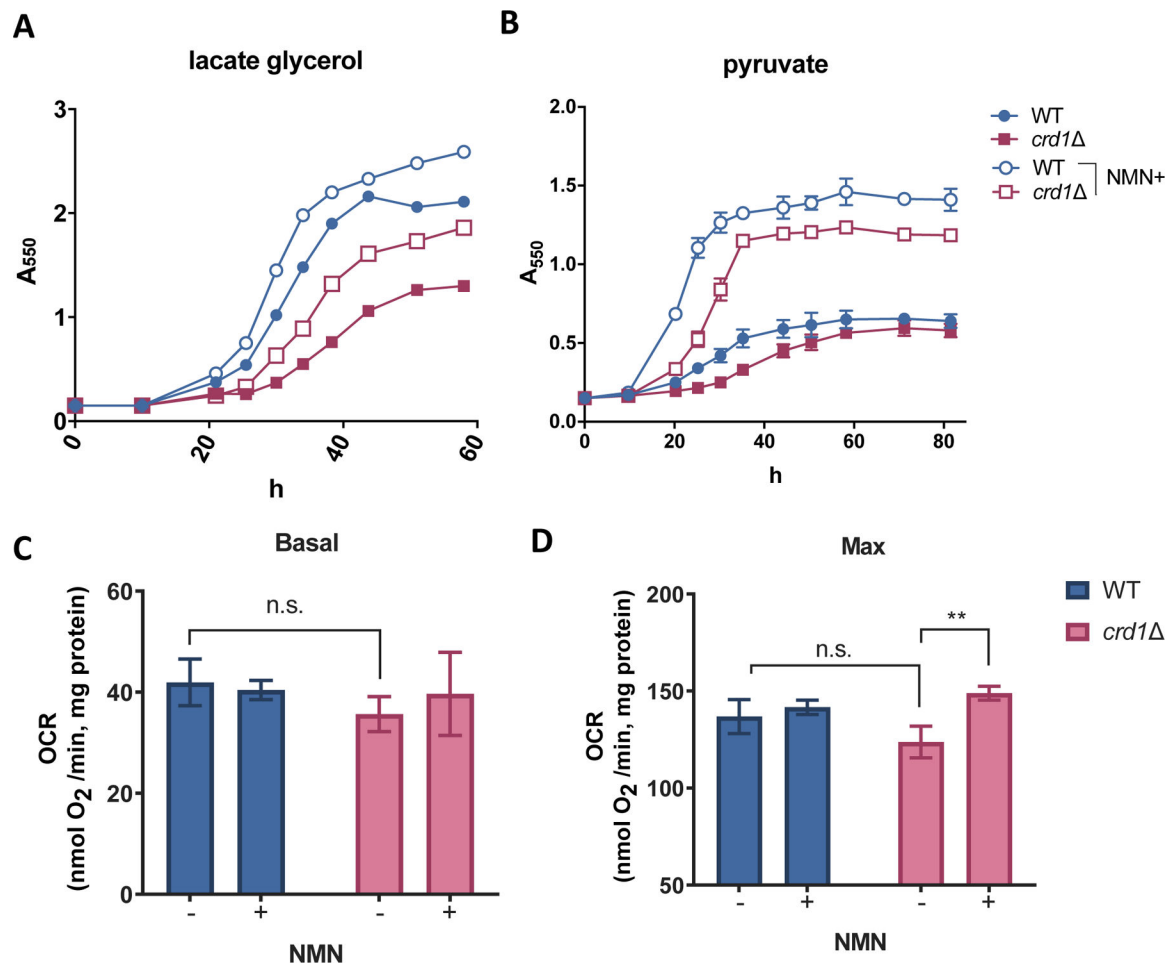 A
lacate glycerol
3
2
1
0
A550
0
20
40
60
h
B
pyruvate
2.0
1.5
1.0
0.5
0.0
A550
0
20
40
60
80
h
WT
crd1Δ
WT
crd1Δ
NMN+
C
Basal
60
40
20
0
OCR
(nmol O2 /min, mg protein)
n.s.
- + - +
NMN
D
Max
200
150
100
50
OCR
(nmol O2 /min, mg protein)
n.s.
**
- + - +
NMN
WT
crd1Δ